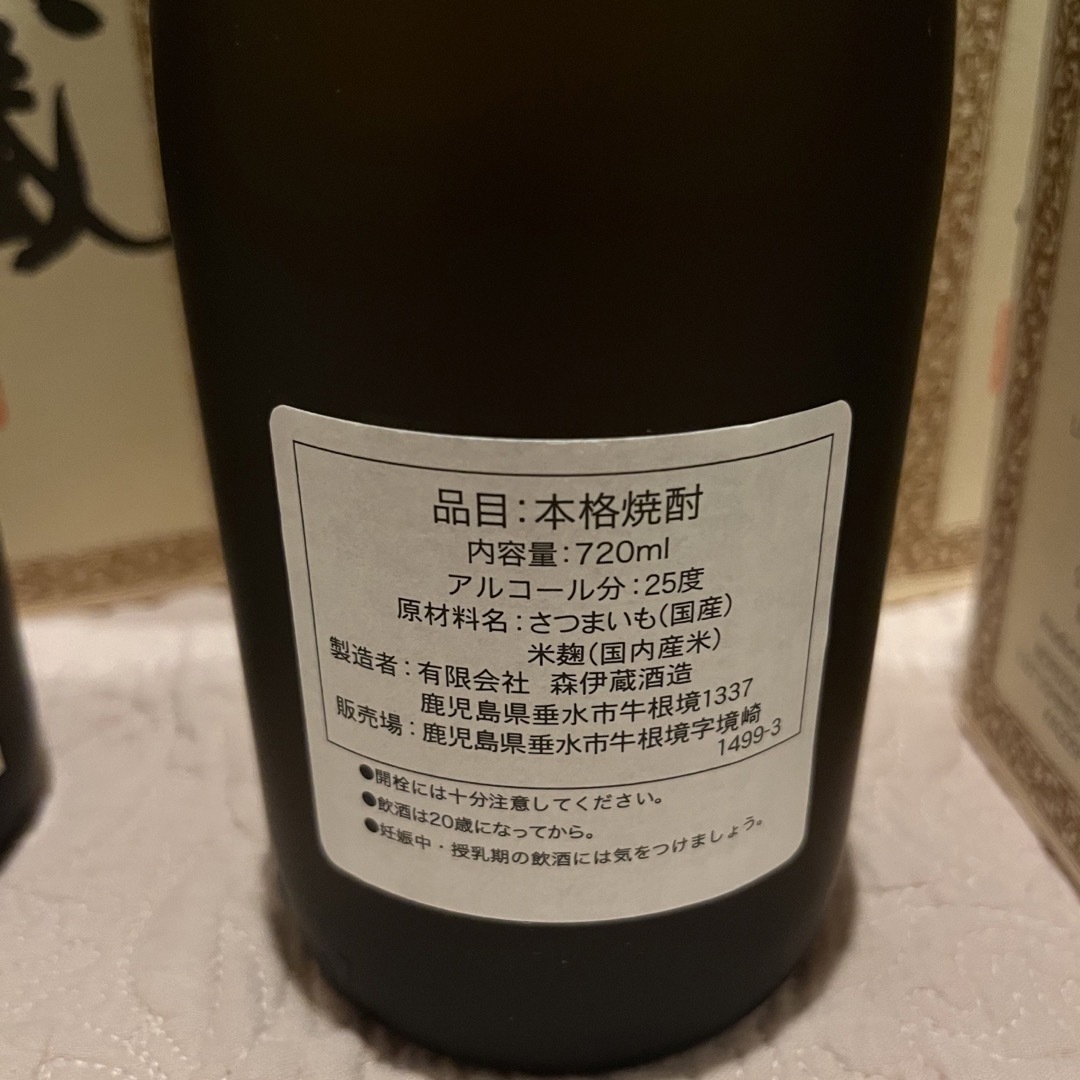 品目:本格焼酎
内容量:720ml
アルコール分:25度
原材料名:さつまいも(国産)
米麹(国内産米)
製造者:有限会社 森伊蔵酒造
鹿児島県垂水市牛根境1337
販売場:鹿児島県垂水市牛根境字境崎
1499-3
●開栓には十分注意してください。
●飲酒は20歳になってから。
●妊娠中・授乳期の飲酒には気をつけましょう。
蔵